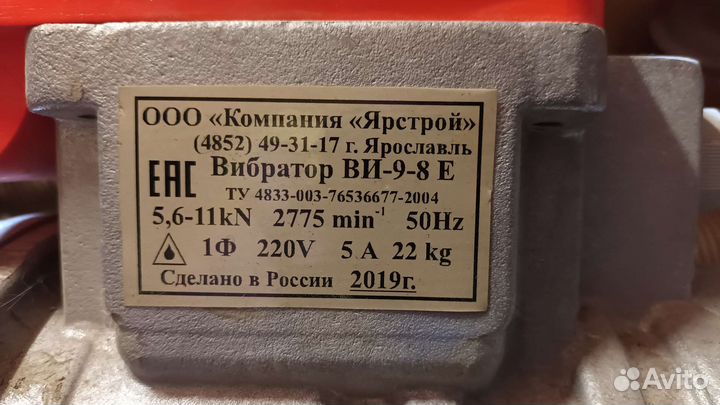 ООО «Компания «Ярстрой»
(4852) 49-31-17 г. Ярославль
EAC Вибратор ВИ-9-8 Е
ТУ 4833-003-76536677-2004
5,6-11kN 2775 min⁻¹ 50Hz
1Ф 220V 5 A 22 kg
Сделано в России 2019г.
Avito